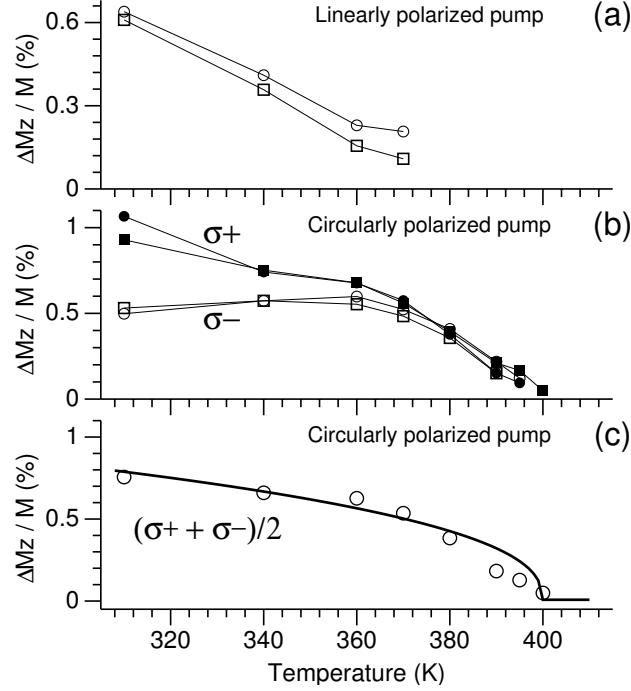 Linearly polarized pump (a)
0.6
0.3
0
ΔMz / M (%)
Circularly polarized pump (b)
1
0.5
0
ΔMz / M (%)
σ+
σ−
Circularly polarized pump (c)
1
0.5
0
ΔMz / M (%)
(σ+ + σ−)/2
320 340 360 380 400
Temperature (K)